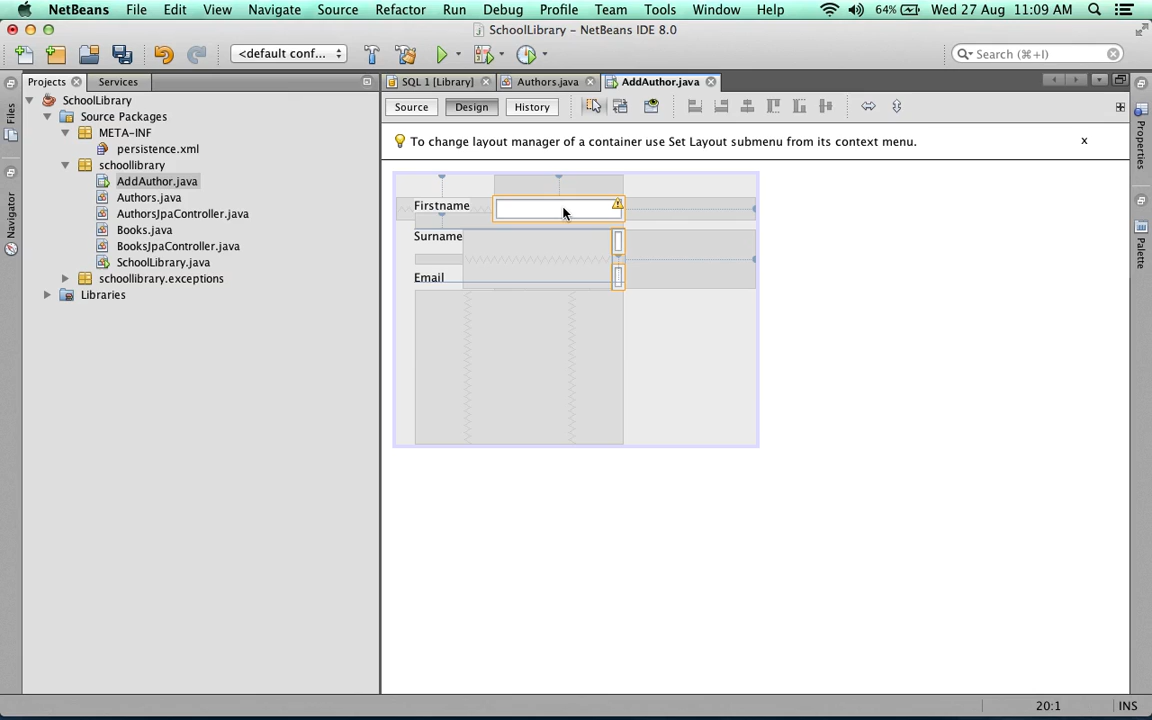 NetBeans File Edit View Navigate Source Refactor Run Debug Profile Team Tools Window Help 64% Wed 27 Aug 11:09 AM
SchoolLibrary – NetBeans IDE 8.0
<default conf... Search (⌘+I)
Projects Services SQL 1 [Library] Authors.java AddAuthor.java
Source Design History
To change layout manager of a container use Set Layout submenu from its context menu. x
Files
Navigator
SchoolLibrary
Source Packages
META-INF
persistence.xml
schoollibrary
AddAuthor.java
Authors.java
AuthorsJpaController.java
Books.java
BooksJpaController.java
SchoolLibrary.java
schoollibrary.exceptions
Libraries
Firstname
Surname
Email
Properties
Palette
20:1 INS